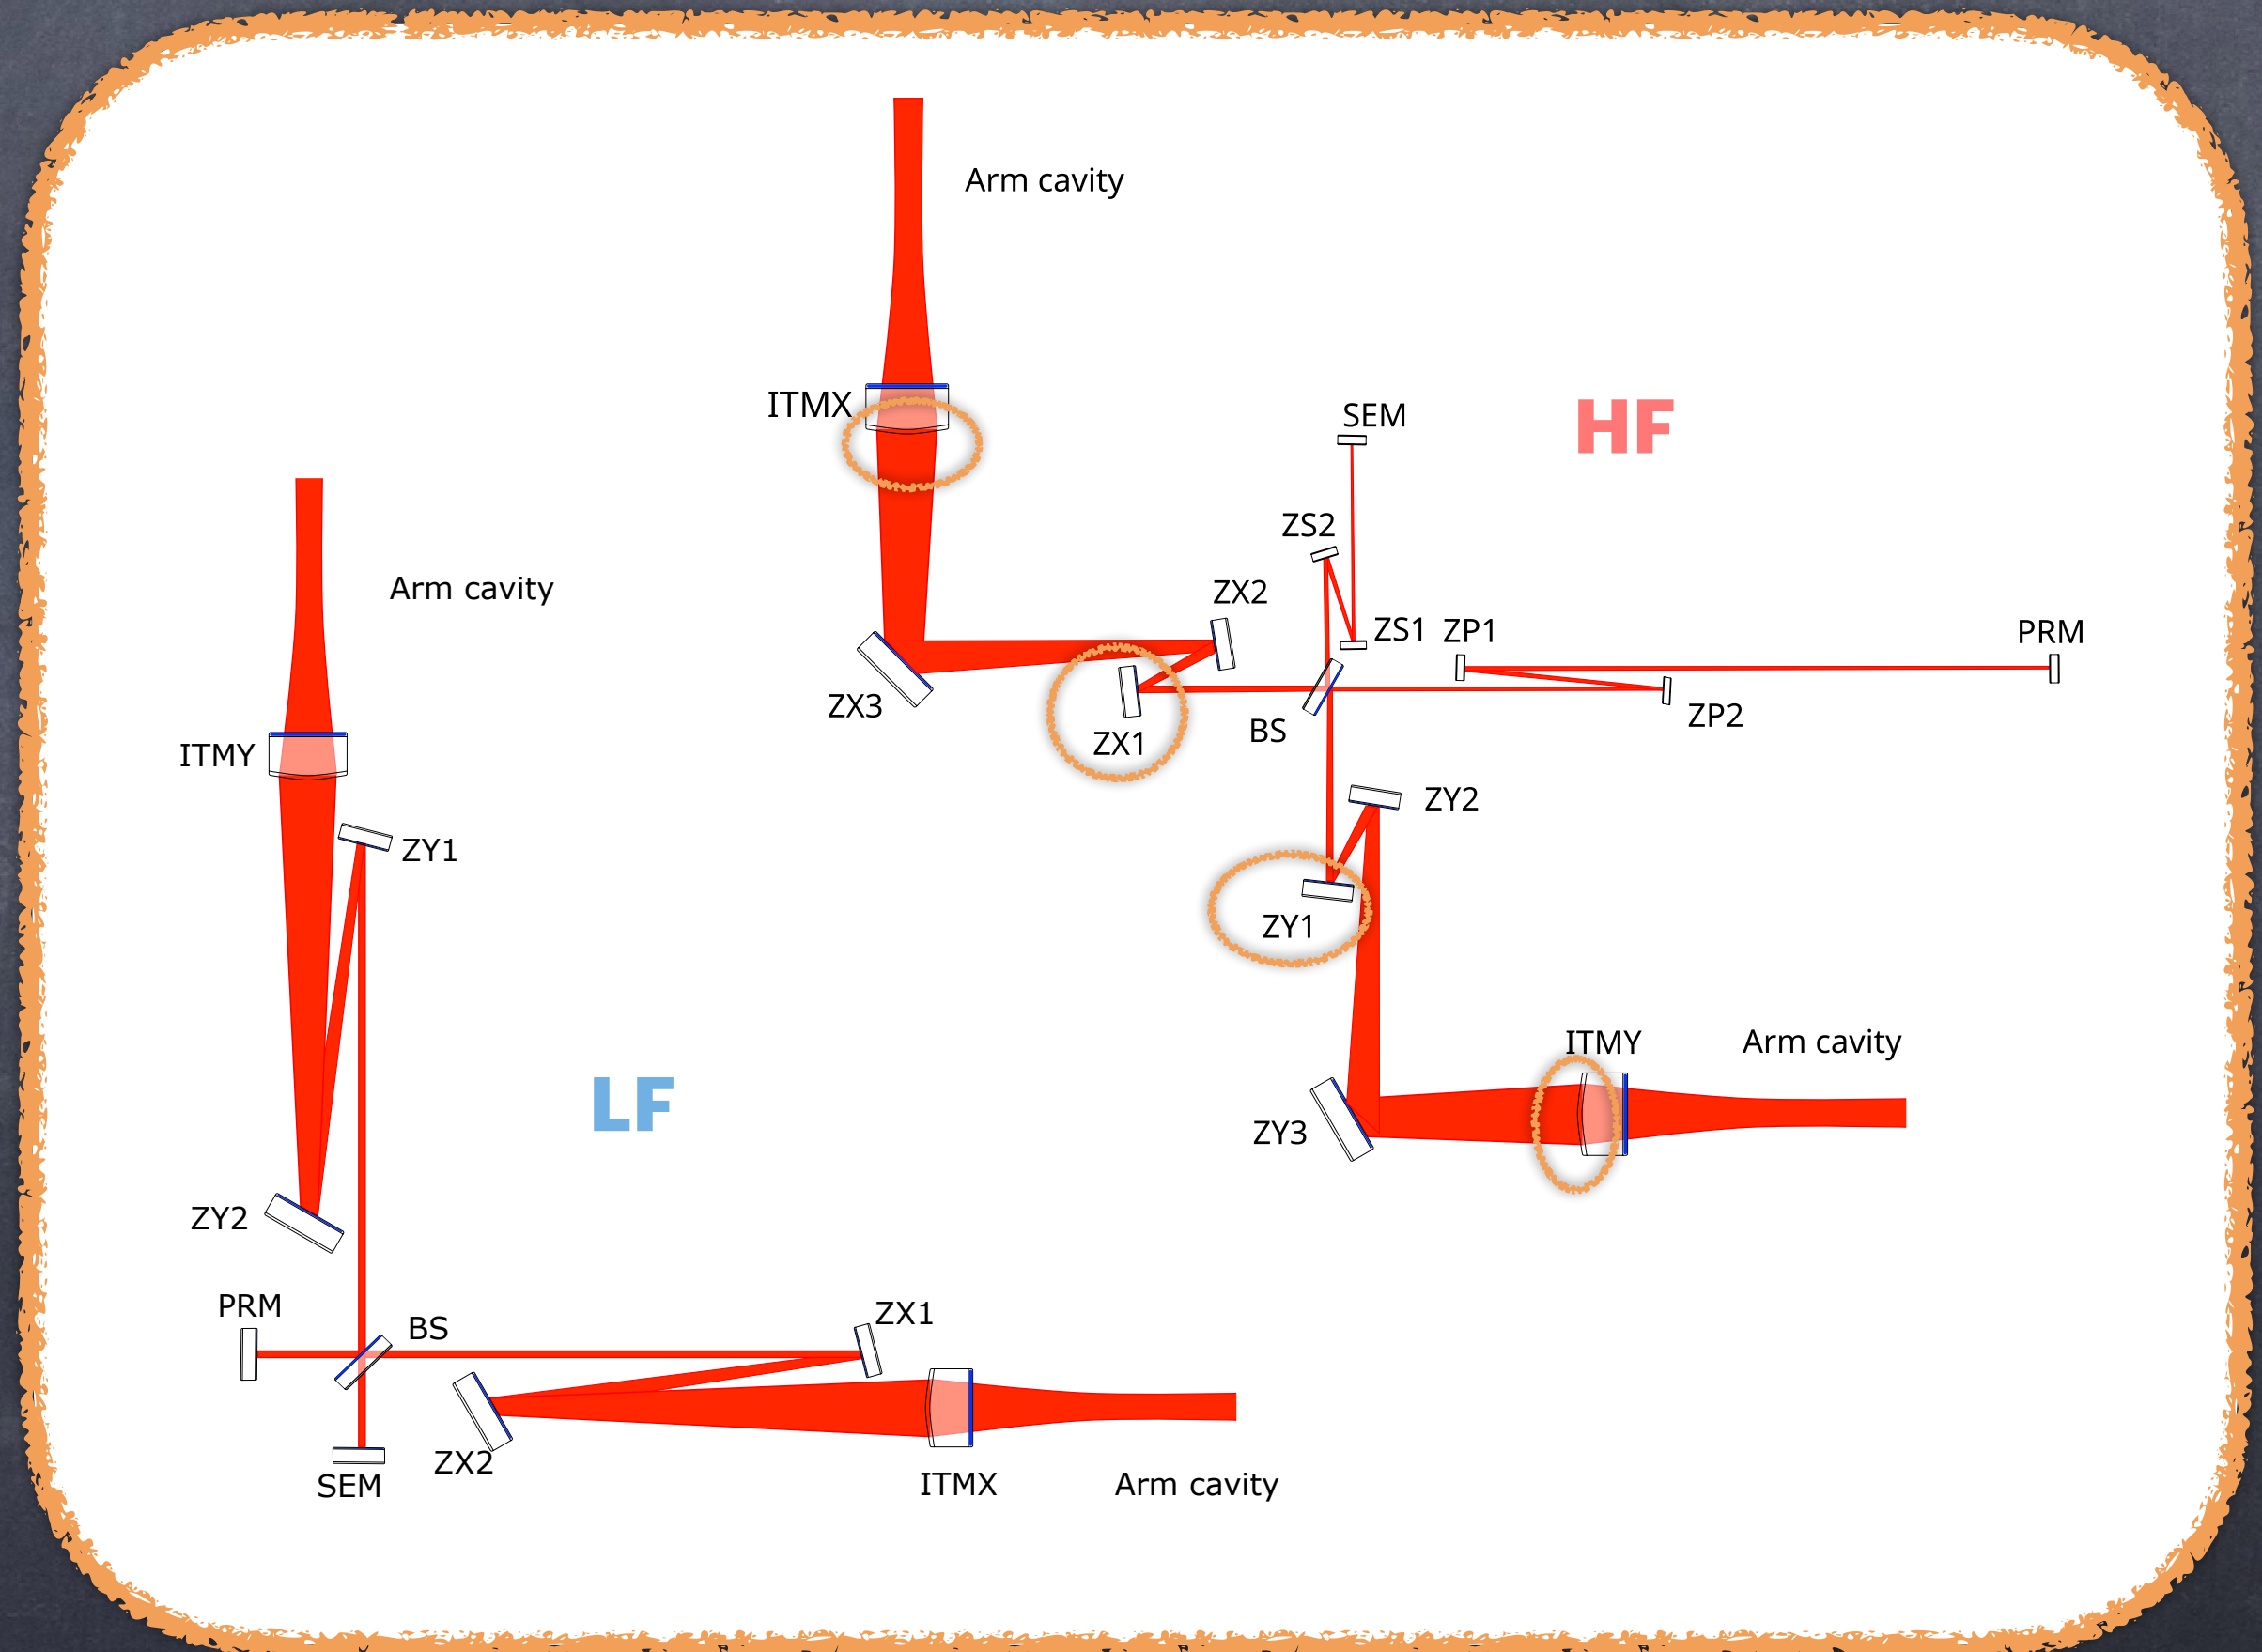 Arm cavity
ITMX
SEM
HF
ZS2
Arm cavity
ZX2
ZS1
ZP1
PRM
ZX3
ZP2
BS
ZX1
ITMY
ZY2
ZY1
ZY1
ITMY
Arm cavity
LF
ZY3
ZY2
PRM
ZX1
BS
ZX2
SEM
ITMX
Arm cavity